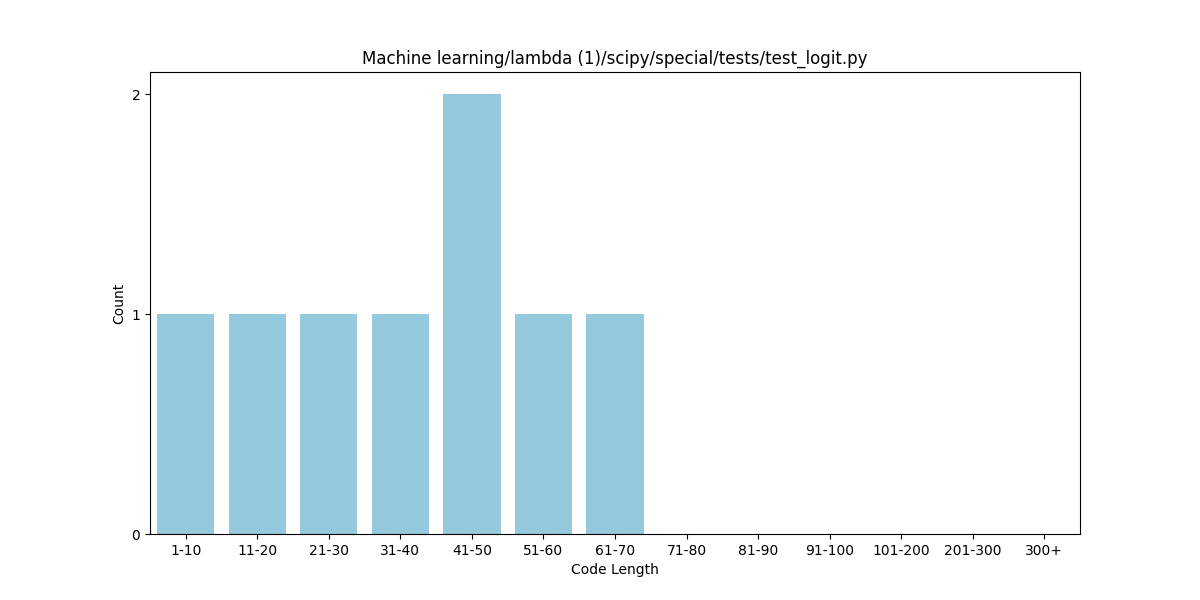 Machine learning/lambda (1)/scipy/special/tests/test_logit.py
Count
2
1
0
1-10 11-20 21-30 31-40 41-50 51-60 61-70 71-80 81-90 91-100 101-200 201-300 300+
Code Length